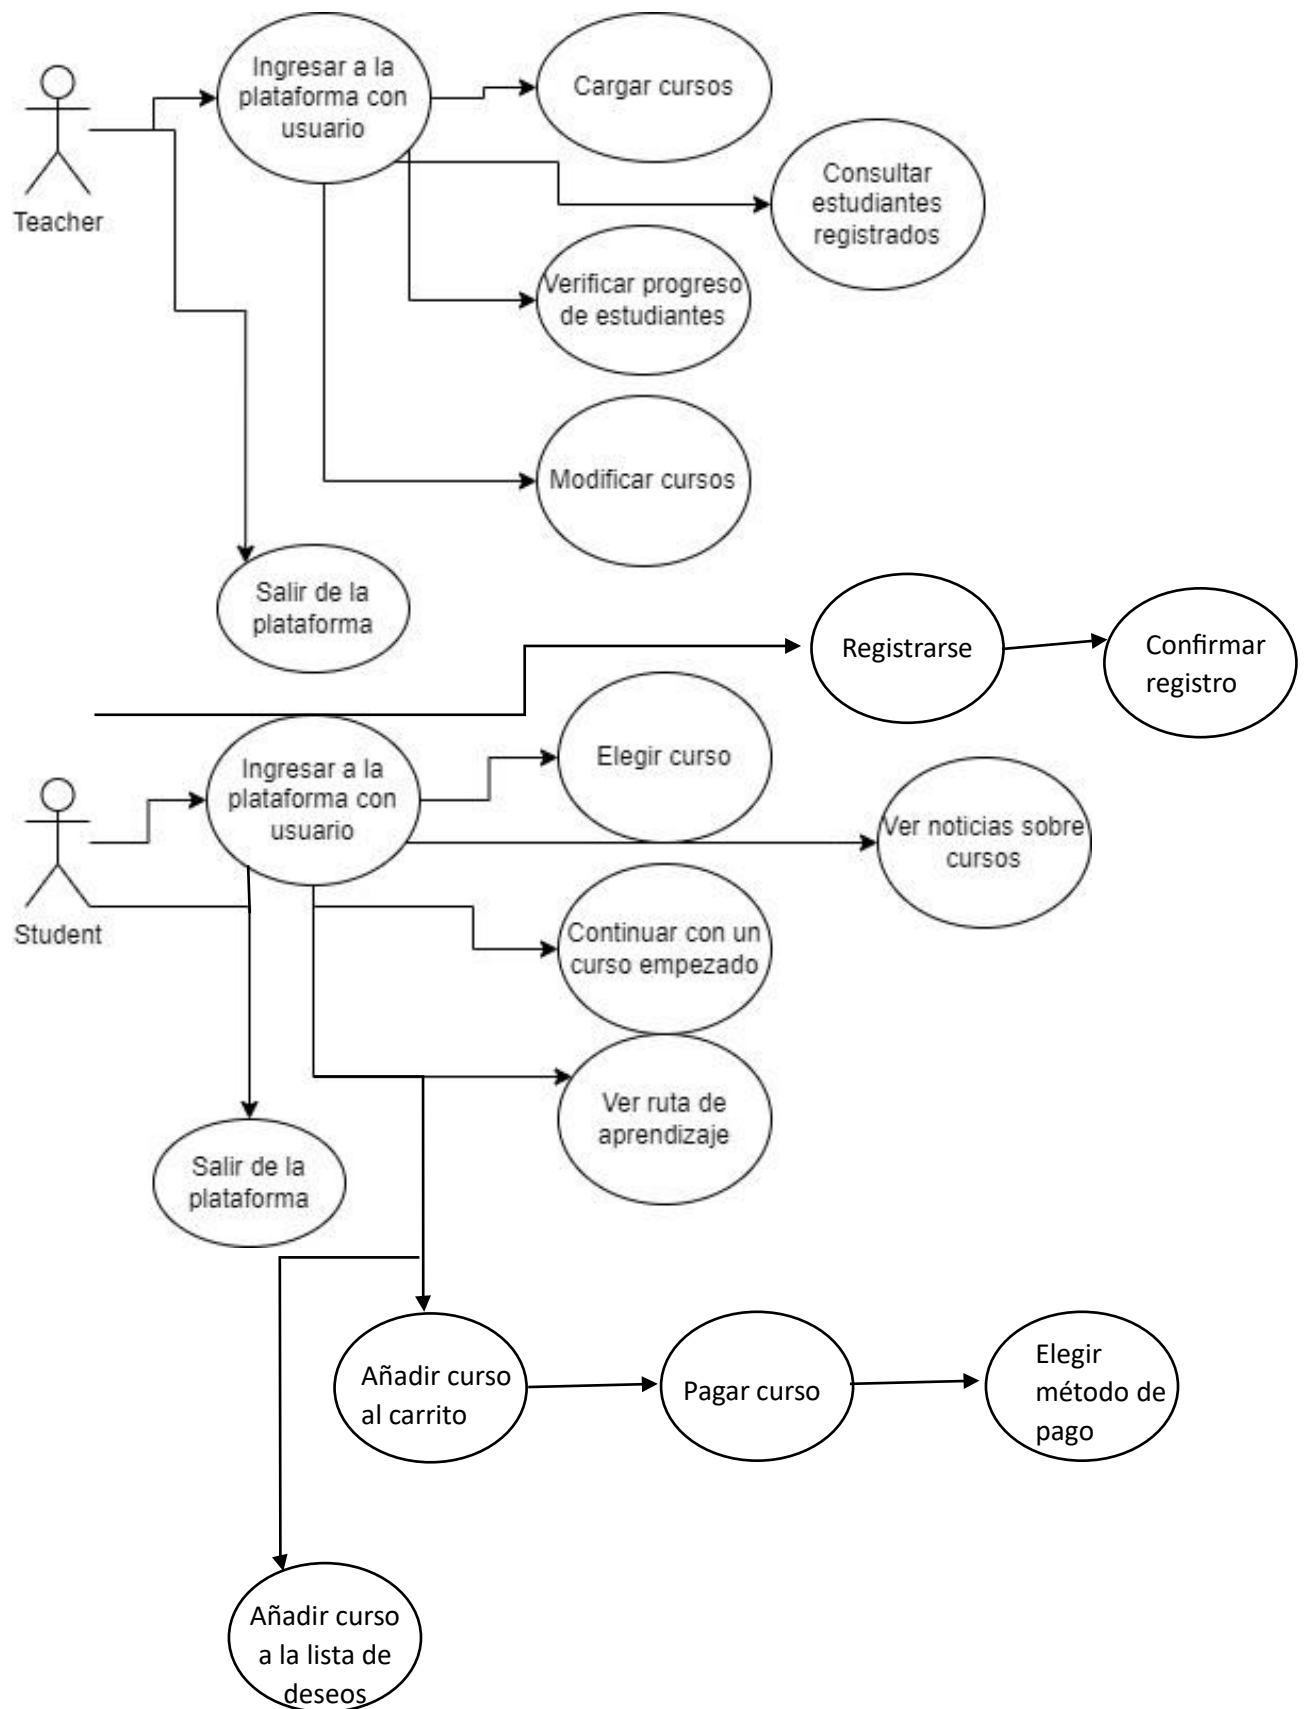 Ingresar a la
plataforma con
usuario
Cargar cursos
Consultar
estudiantes
registrados
Teacher
Verificar progreso
de estudiantes
Modificar cursos
Salir de la
plataforma
Registrarse
Confirmar
registro
Ingresar a la
plataforma con
usuario
Elegir curso
Ver noticias sobre
cursos
Student
Continuar con un
curso empezado
Ver ruta de
aprendizaje
Salir de la
plataforma
Añadir curso
al carrito
Pagar curso
Elegir
método de
pago
Añadir curso
a la lista de
deseos